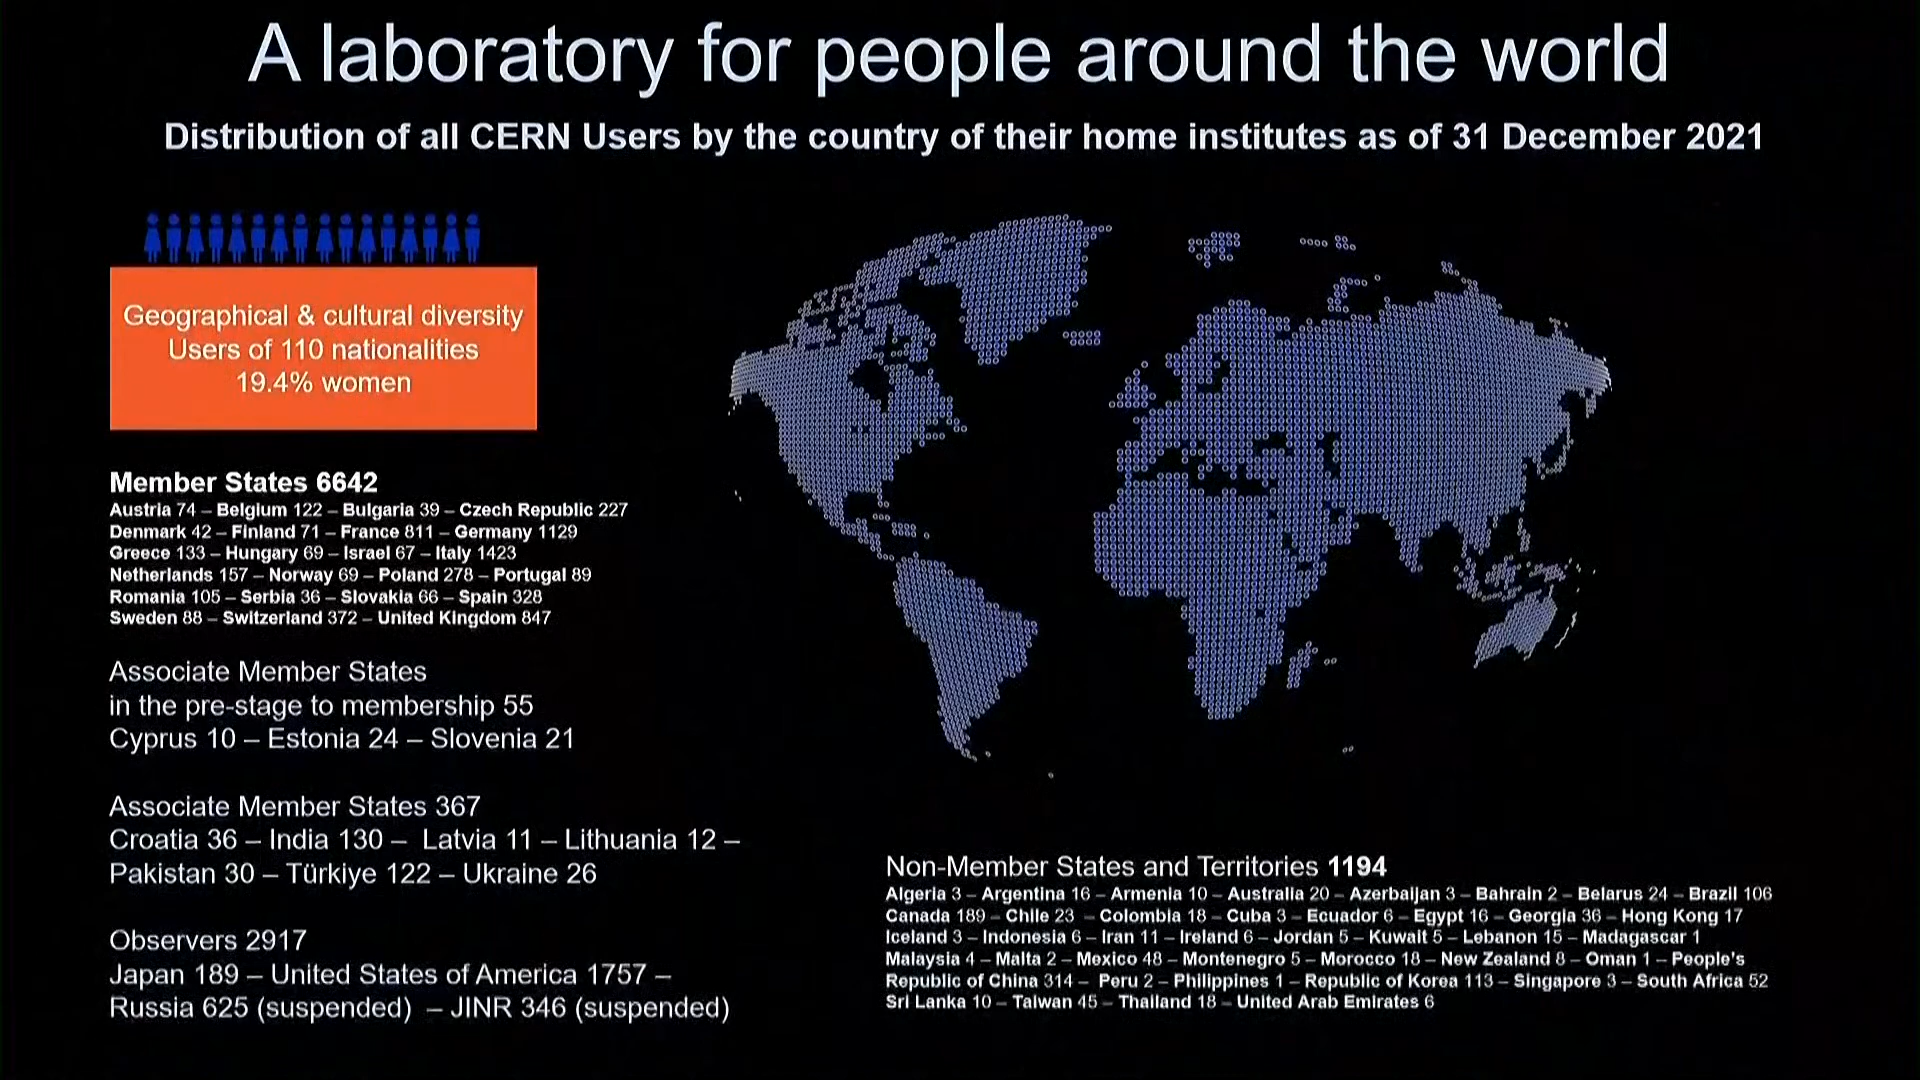 A laboratory for people around the world
Distribution of all CERN Users by the country of their home institutes as of 31 December 2021
Geographical & cultural diversity
Users of 110 nationalities
19.4% women
Member States 6642
Austria 74 – Belgium 122 – Bulgaria 39 – Czech Republic 227
Denmark 42 – Finland 71 – France 811 – Germany 1129
Greece 133 – Hungary 69 – Israel 67 – Italy 1423
Netherlands 157 – Norway 69 – Poland 278 – Portugal 89
Romania 105 – Serbia 36 – Slovakia 66 – Spain 328
Sweden 88 – Switzerland 372 – United Kingdom 847
Associate Member States
in the pre-stage to membership 55
Cyprus 10 – Estonia 24 – Slovenia 21
Associate Member States 367
Croatia 36 – India 130 – Latvia 11 – Lithuania 12 –
Pakistan 30 – Türkiye 122 – Ukraine 26
Observers 2917
Japan 189 – United States of America 1757 –
Russia 625 (suspended) – JINR 346 (suspended)
Non-Member States and Territories 1194
Algeria 3 – Argentina 16 – Armenia 10 – Australia 20 – Azerbaijan 3 – Bahrain 2 – Belarus 24 – Brazil 106
Canada 189 – Chile 23 – Colombia 18 – Cuba 3 – Ecuador 6 – Egypt 16 – Georgia 36 – Hong Kong 17
Iceland 3 – Indonesia 6 – Iran 11 – Ireland 6 – Jordan 5 – Kuwait 5 – Lebanon 15 – Madagascar 1
Malaysia 4 – Malta 2 – Mexico 48 – Montenegro 5 – Morocco 18 – New Zealand 8 – Oman 1 – People's
Republic of China 314 – Peru 2 – Philippines 1 – Republic of Korea 113 – Singapore 3 – South Africa 52
Sri Lanka 10 – Taiwan 45 – Thailand 18 – United Arab Emirates 6